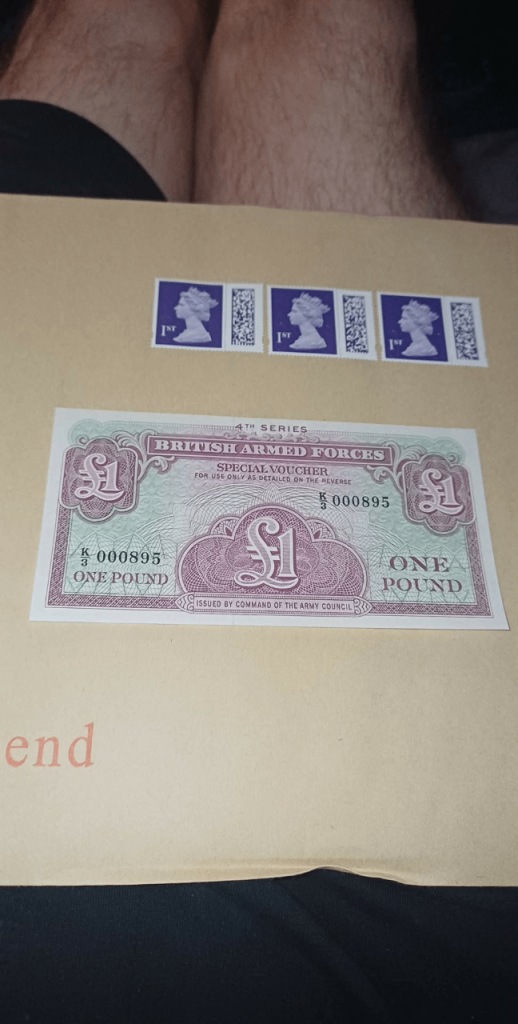 1ST
1ST
1ST
4TH SERIES
BRITISH ARMED FORCES
SPECIAL VOUCHER
FOR USE ONLY AS DETAILED ON THE REVERSE
£1
£1
K/3 000895
K/3 000895
£1
ONE POUND
ONE
POUND
ISSUED BY COMMAND OF THE ARMY COUNCIL
end